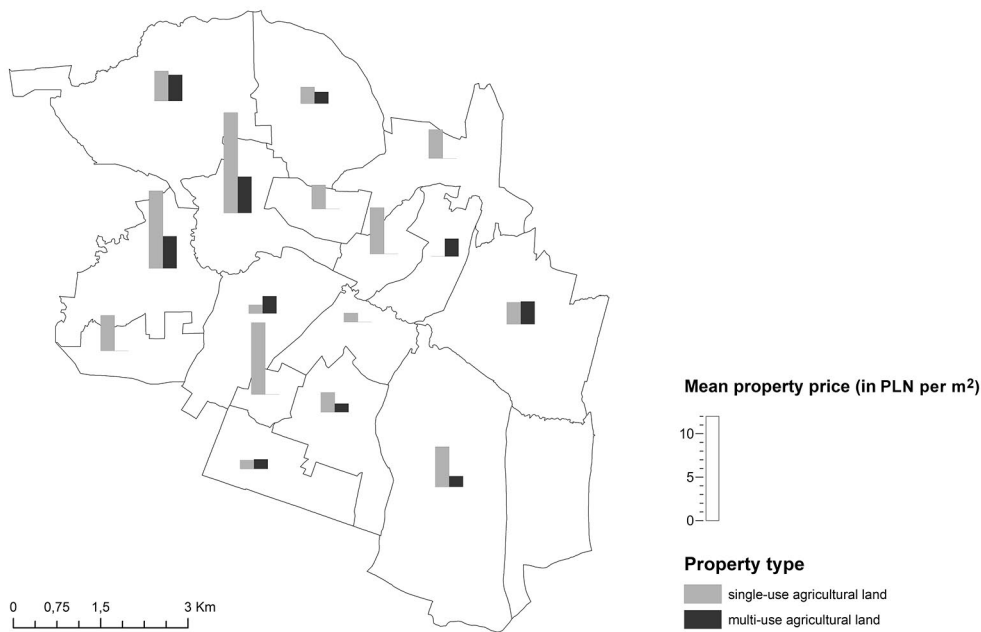 Mean property price (in PLN per m²)
10
5
0
Property type
single-use agricultural land
multi-use agricultural land
0 0,75 1,5 3 Km